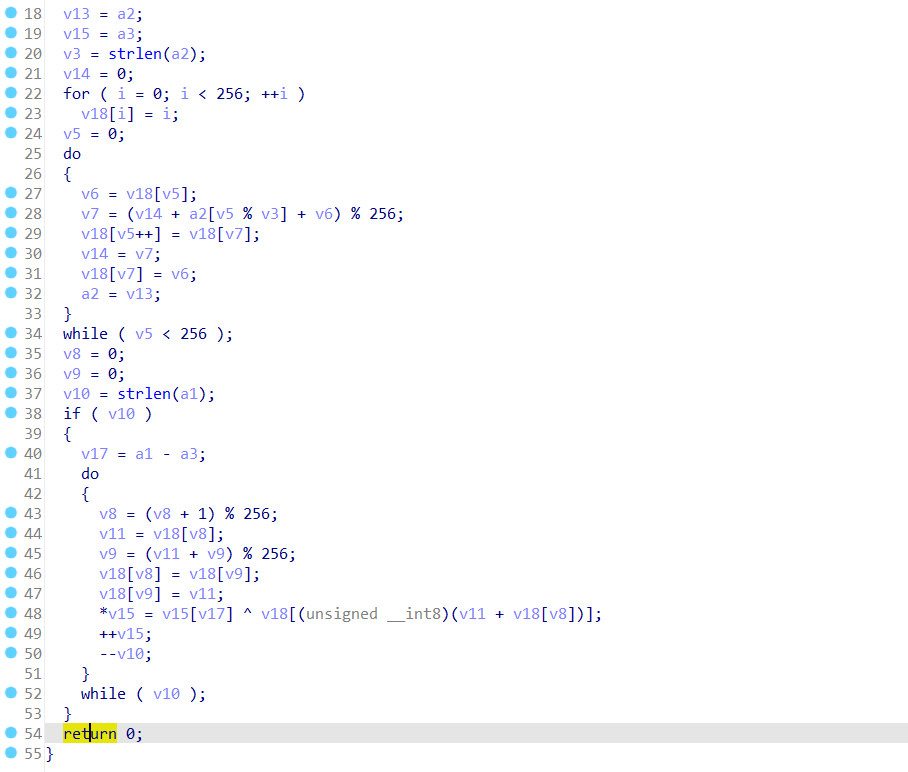 18 v13 = a2;
19 v15 = a3;
20 v3 = strlen(a2);
21 v14 = 0;
22 for ( i = 0; i < 256; ++i )
23 v18[i] = i;
24 v5 = 0;
25 do
26 {
27 v6 = v18[v5];
28 v7 = (v14 + a2[v5 % v3] + v6) % 256;
29 v18[v5++] = v18[v7];
30 v14 = v7;
31 v18[v7] = v6;
32 a2 = v13;
33 }
34 while ( v5 < 256 );
35 v8 = 0;
36 v9 = 0;
37 v10 = strlen(a1);
38 if ( v10 )
39 {
40 v17 = a1 - a3;
41 do
42 {
43 v8 = (v8 + 1) % 256;
44 v11 = v18[v8];
45 v9 = (v11 + v9) % 256;
46 v18[v8] = v18[v9];
47 v18[v9] = v11;
48 *v15 = v15[v17] ^ v18[(unsigned __int8)(v11 + v18[v8])];
49 ++v15;
50 --v10;
51 }
52 while ( v10 );
53 }
54 return 0;
55 }